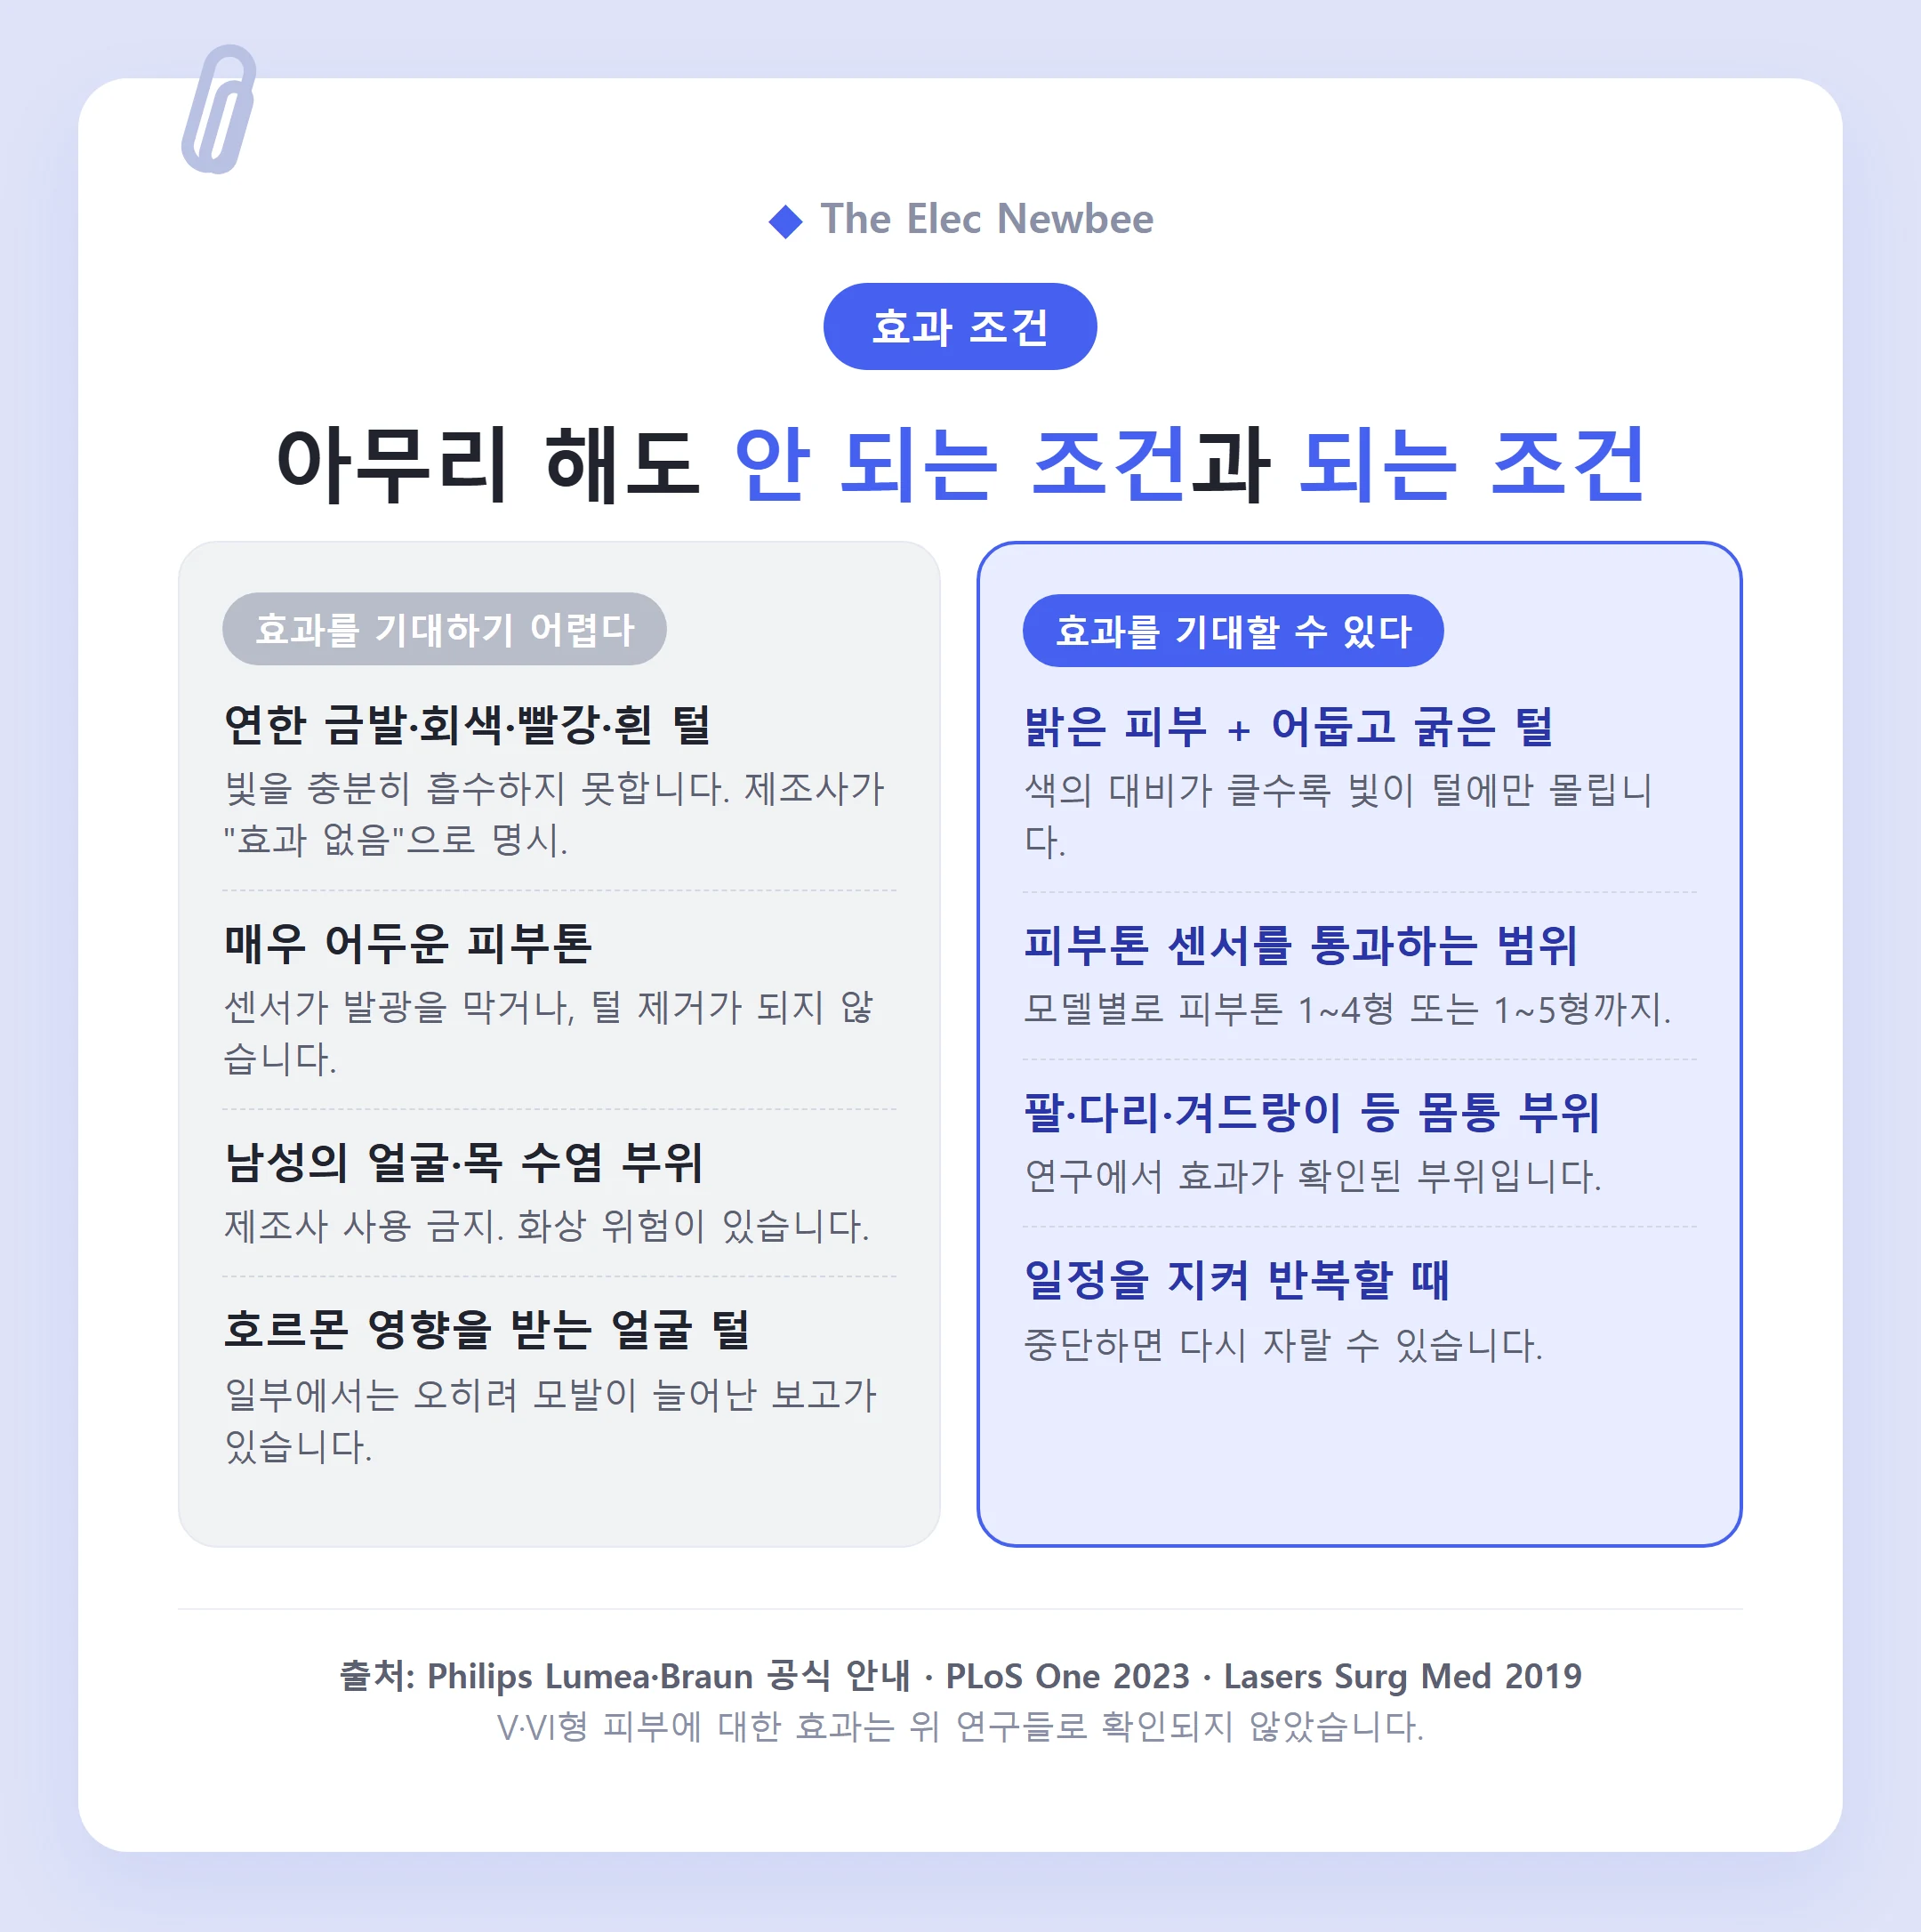 The Elec Newbee
효과 조건
아무리 해도 안 되는 조건과 되는 조건
효과를 기대하기 어렵다
연한 금발·회색·빨강·흰 털
빛을 충분히 흡수하지 못합니다. 제조사가
"효과 없음"으로 명시.
매우 어두운 피부톤
센서가 발광을 막거나, 털 제거가 되지 않
습니다.
남성의 얼굴·목 수염 부위
제조사 사용 금지. 화상 위험이 있습니다.
호르몬 영향을 받는 얼굴 털
일부에서는 오히려 모발이 늘어난 보고가
있습니다.
효과를 기대할 수 있다
밝은 피부 + 어둡고 굵은 털
색의 대비가 클수록 빛이 털에만 몰립니
다.
피부톤 센서를 통과하는 범위
모델별로 피부톤 1~4형 또는 1~5형까지.
팔·다리·겨드랑이 등 몸통 부위
연구에서 효과가 확인된 부위입니다.
일정을 지켜 반복할 때
중단하면 다시 자랄 수 있습니다.
출처: Philips Lumea·Braun 공식 안내 · PLoS One 2023 · Lasers Surg Med 2019
V·VI형 피부에 대한 효과는 위 연구들로 확인되지 않았습니다.